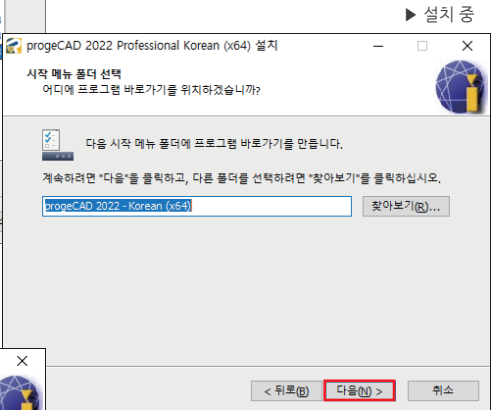 ▶ 설치 중
progeCAD 2022 Professional Korean (x64) 설치
시작 메뉴 폴더 선택
어디에 프로그램 바로가기를 위치하겠습니까?
다음 시작 메뉴 폴더에 프로그램 바로가기를 만듭니다.
계속하려면 "다음"을 클릭하고, 다른 폴더를 선택하려면 "찾아보기"를 클릭하십시오.
progeCAD 2022 - Korean (x64)
찾아보기(R)...
< 뒤로(B)
다음(N) >
취소